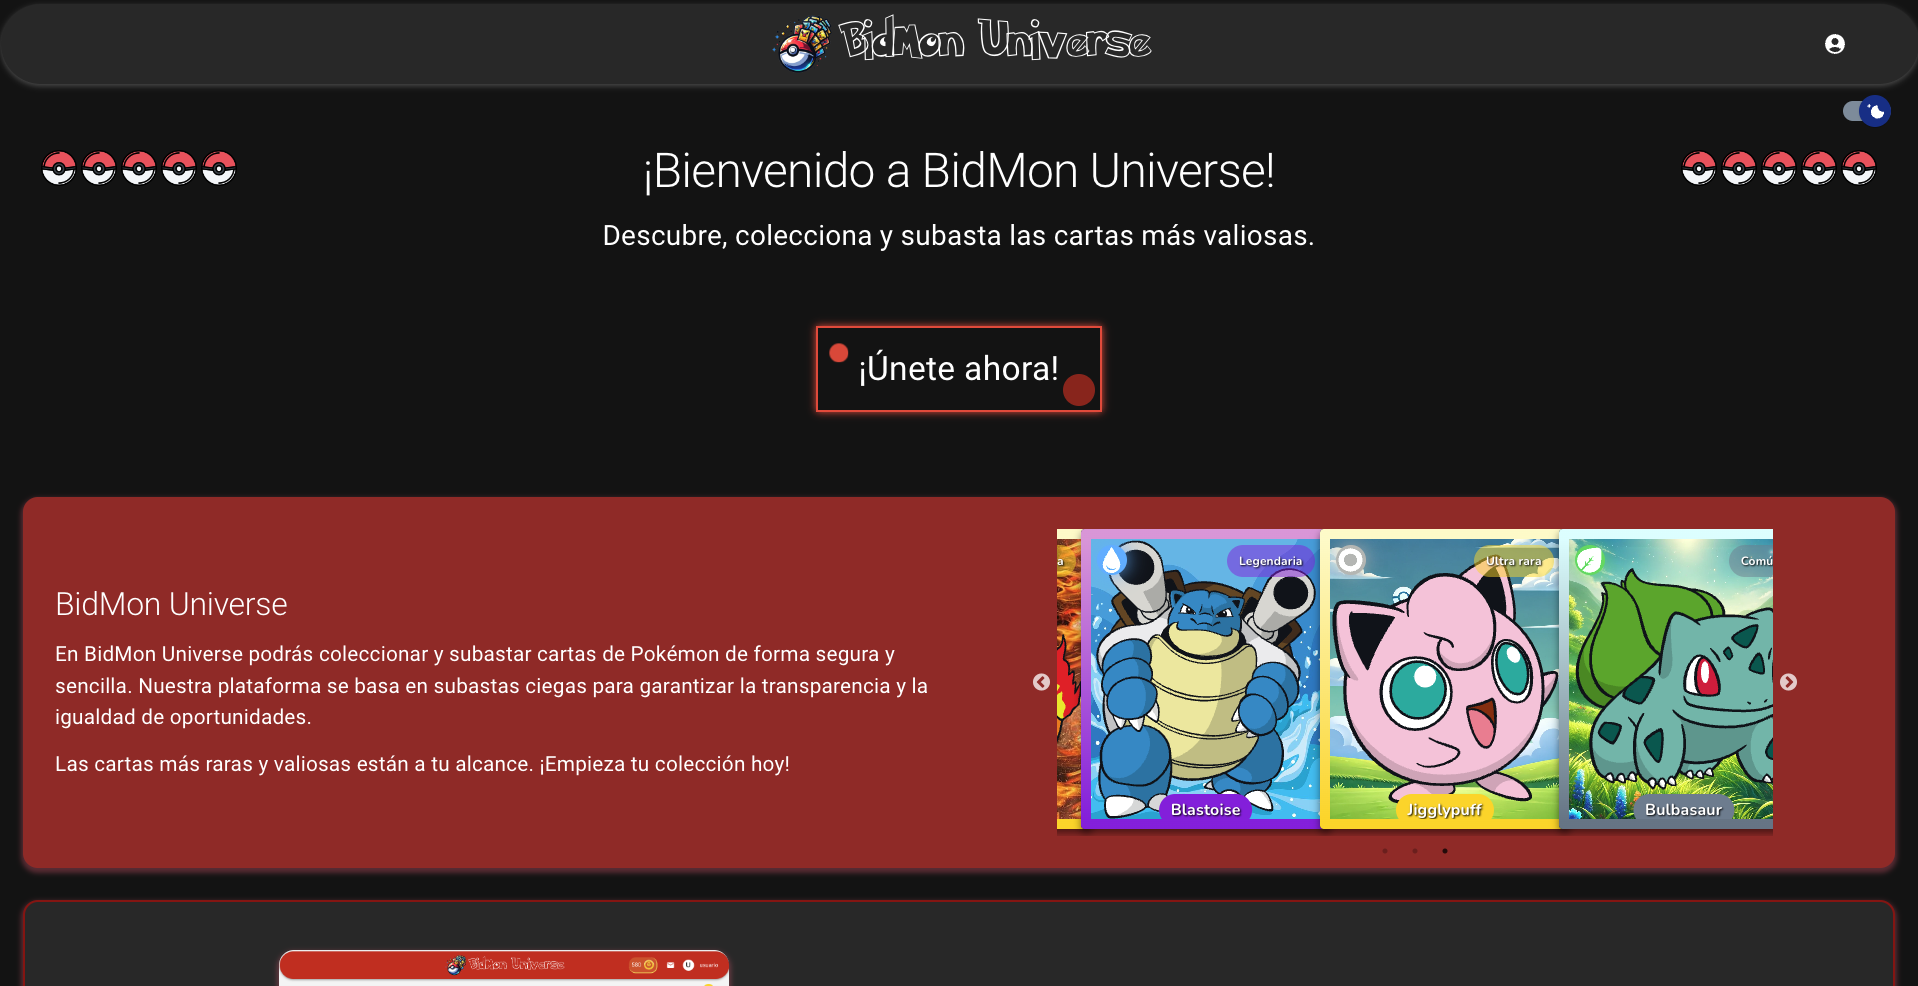 BidMon Universe
¡Bienvenido a BidMon Universe!
Descubre, colecciona y subasta las cartas más valiosas.
¡Únete ahora!
BidMon Universe
En BidMon Universe podrás coleccionar y subastar cartas de Pokémon de forma segura y
sencilla. Nuestra plataforma se basa en subastas ciegas para garantizar la transparencia y la
igualdad de oportunidades.
Las cartas más raras y valiosas están a tu alcance. ¡Empieza tu colección hoy!
a
Legendaria
Ultra rara
Comú
Blastoise
Jigglypuff
Bulbasaur
BidMon Universe
U
usuario